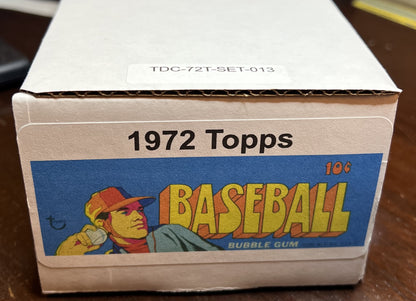 TDC-72T-SET-013
1972 Topps
10¢
BASEBALL
BUBBLE GUM